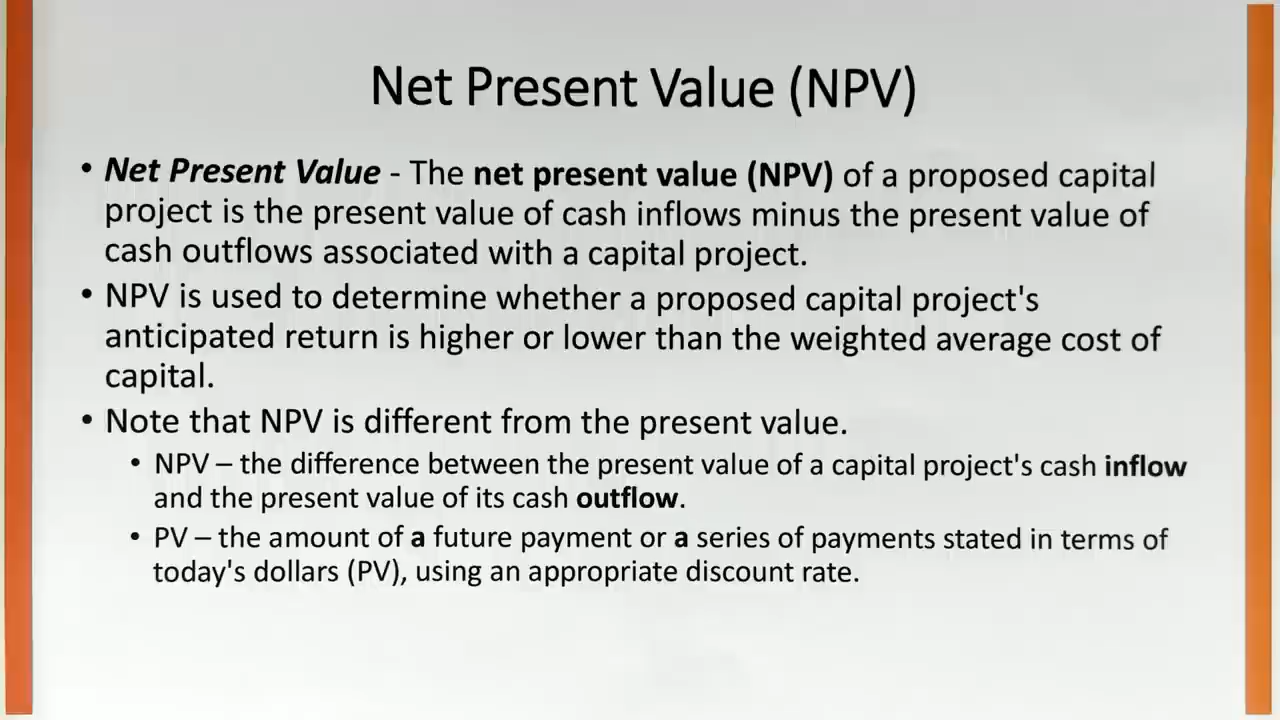 Net Present Value (NPV)
• Net Present Value - The net present value (NPV) of a proposed capital
project is the present value of cash inflows minus the present value of
cash outflows associated with a capital project.
• NPV is used to determine whether a proposed capital project's
anticipated return is higher or lower than the weighted average cost of
capital.
• Note that NPV is different from the present value.
• NPV – the difference between the present value of a capital project's cash inflow
and the present value of its cash outflow.
• PV – the amount of a future payment or a series of payments stated in terms of
today's dollars (PV), using an appropriate discount rate.